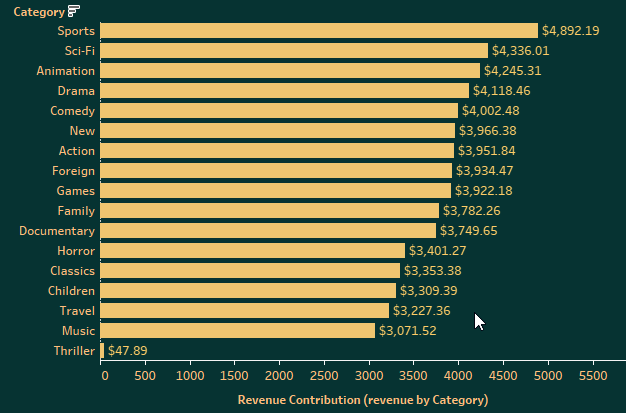 Category
Sports $4,892.19
Sci-Fi $4,336.01
Animation $4,245.31
Drama $4,118.46
Comedy $4,002.48
New $3,966.38
Action $3,951.84
Foreign $3,934.47
Games $3,922.18
Family $3,782.26
Documentary $3,749.65
Horror $3,401.27
Classics $3,353.38
Children $3,309.39
Travel $3,227.36
Music $3,071.52
Thriller $47.89
0 500 1000 1500 2000 2500 3000 3500 4000 4500 5000 5500
Revenue Contribution (revenue by Category)